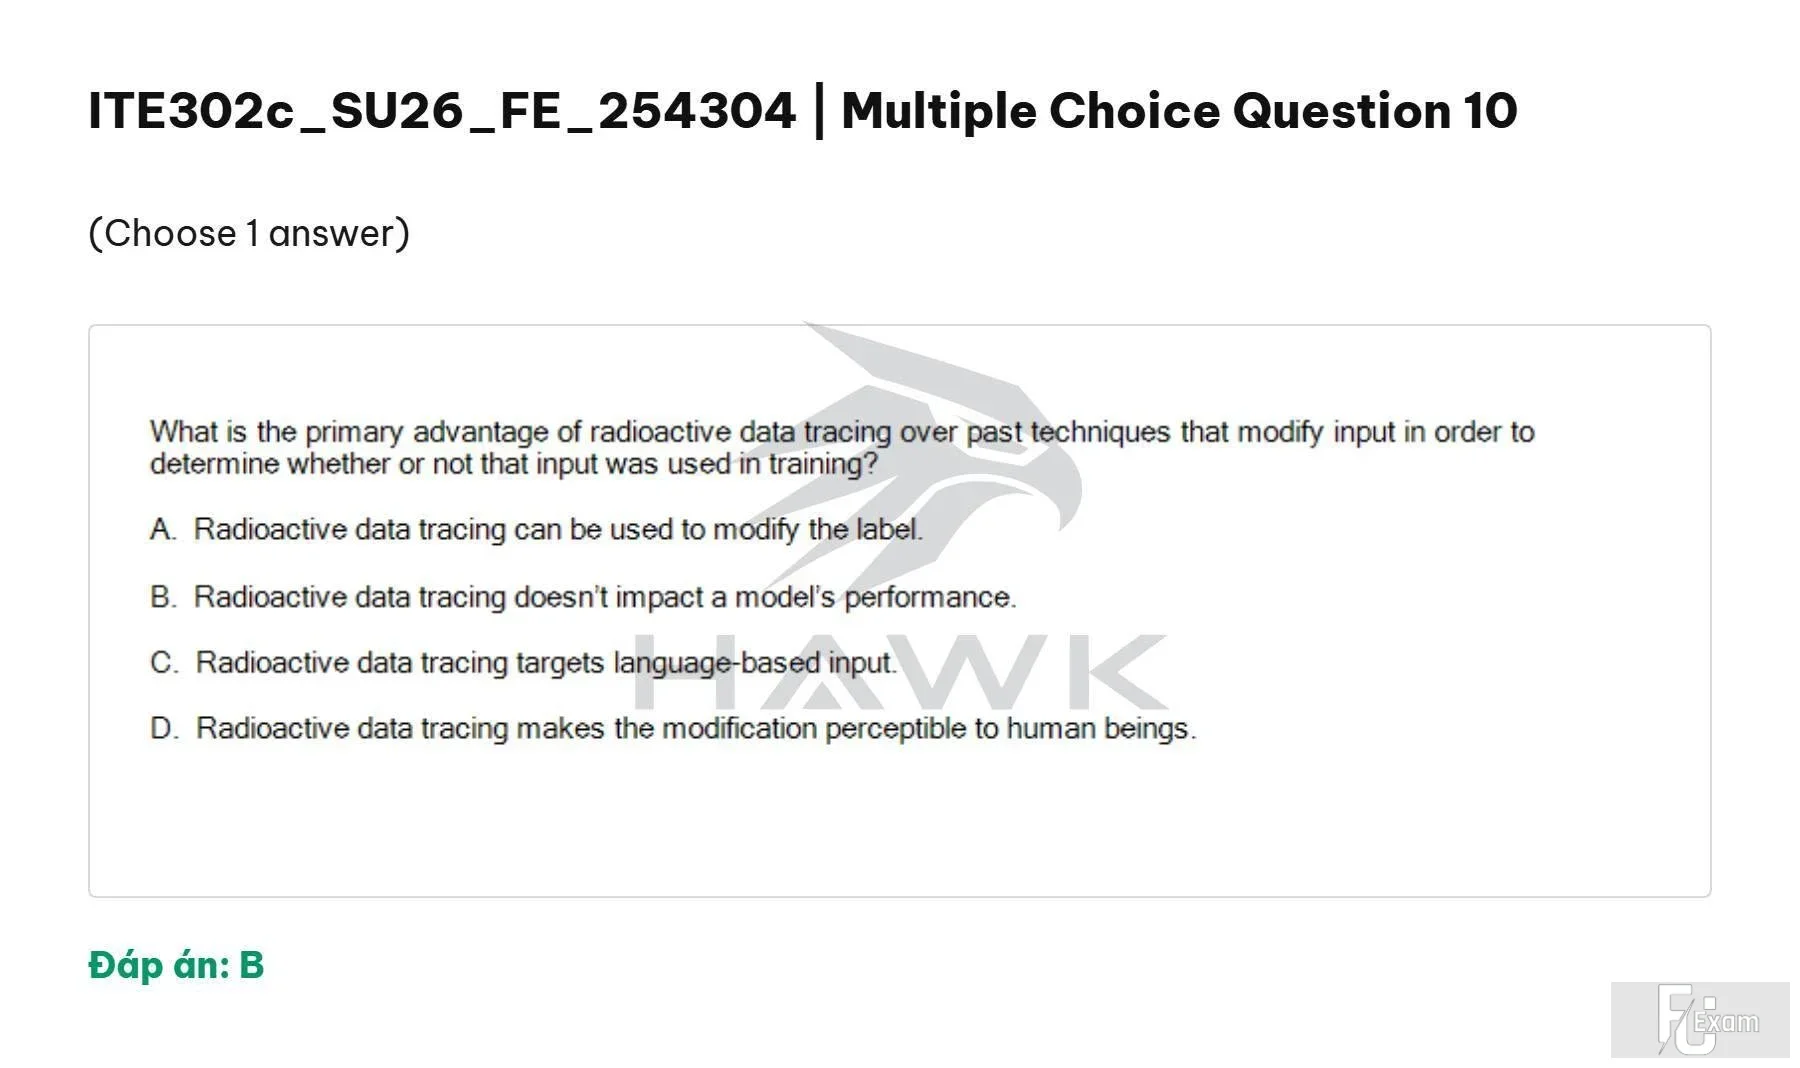 ITE302c_SU26_FE_254304 | Multiple Choice Question 10
(Choose 1 answer)
What is the primary advantage of radioactive data tracing over past techniques that modify input in order to
determine whether or not that input was used in training?
A. Radioactive data tracing can be used to modify the label.
B. Radioactive data tracing doesn't impact a model's performance.
C. Radioactive data tracing targets language-based input.
HAWK
D. Radioactive data tracing makes the modification perceptible to human beings.
Đáp án: B
FU Exam